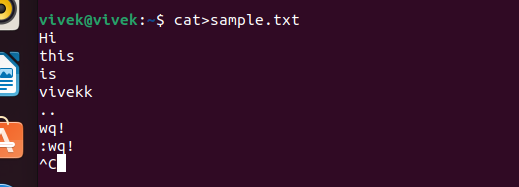 vivek@vivek:~$ cat>sample.txt
Hi
this
is
vivekk
..
wq!
:wq!
^C